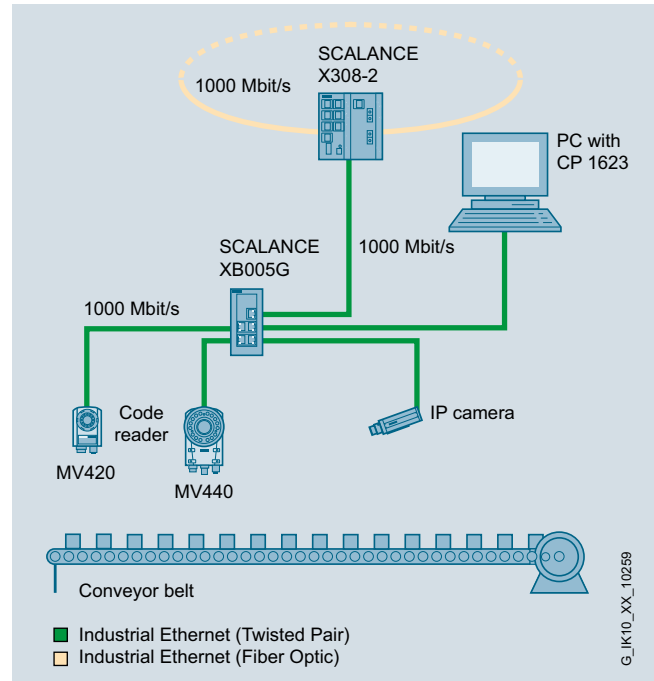 SCALANCE
X308-2
1000 Mbit/s
PC with
CP 1623
SCALANCE
XB005G
1000 Mbit/s
1000 Mbit/s
Code
reader
IP camera
MV420
MV440
Conveyor belt
Industrial Ethernet (Twisted Pair)
Industrial Ethernet (Fiber Optic)
G_IK10_XX_10259